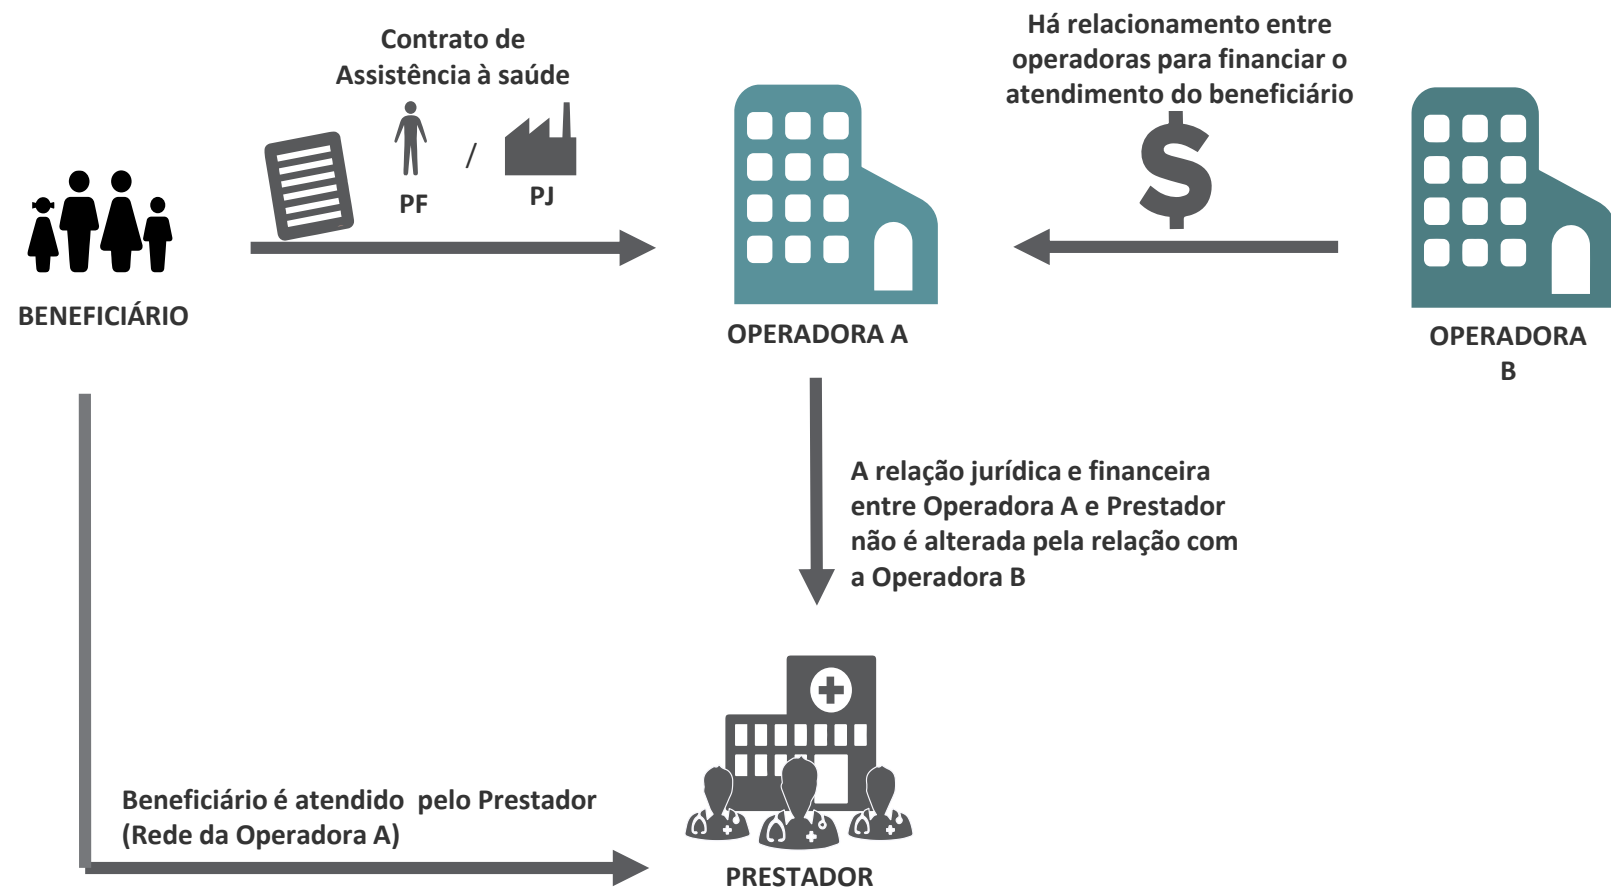 Contrato de
Assistência à saúde
PF
/
PJ
BENEFICIÁRIO
OPERADORA A
Há relacionamento entre
operadoras para financiar o
atendimento do beneficiário
$
OPERADORA
B
A relação jurídica e financeira
entre Operadora A e Prestador
não é alterada pela relação com
a Operadora B
Beneficiário é atendido  pelo Prestador
(Rede da Operadora A)
PRESTADOR